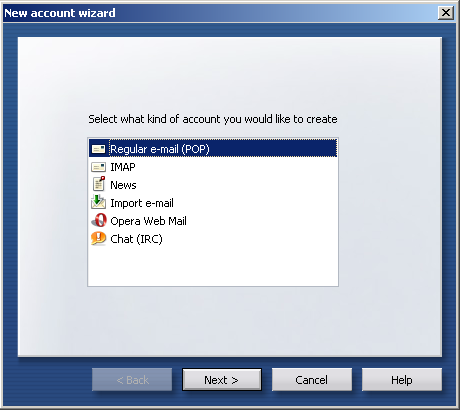 New account wizard
Select what kind of account you would like to create
Regular e-mail (POP)
IMAP
News
Import e-mail
Opera Web Mail
Chat (IRC)
< Back
Next >
Cancel
Help